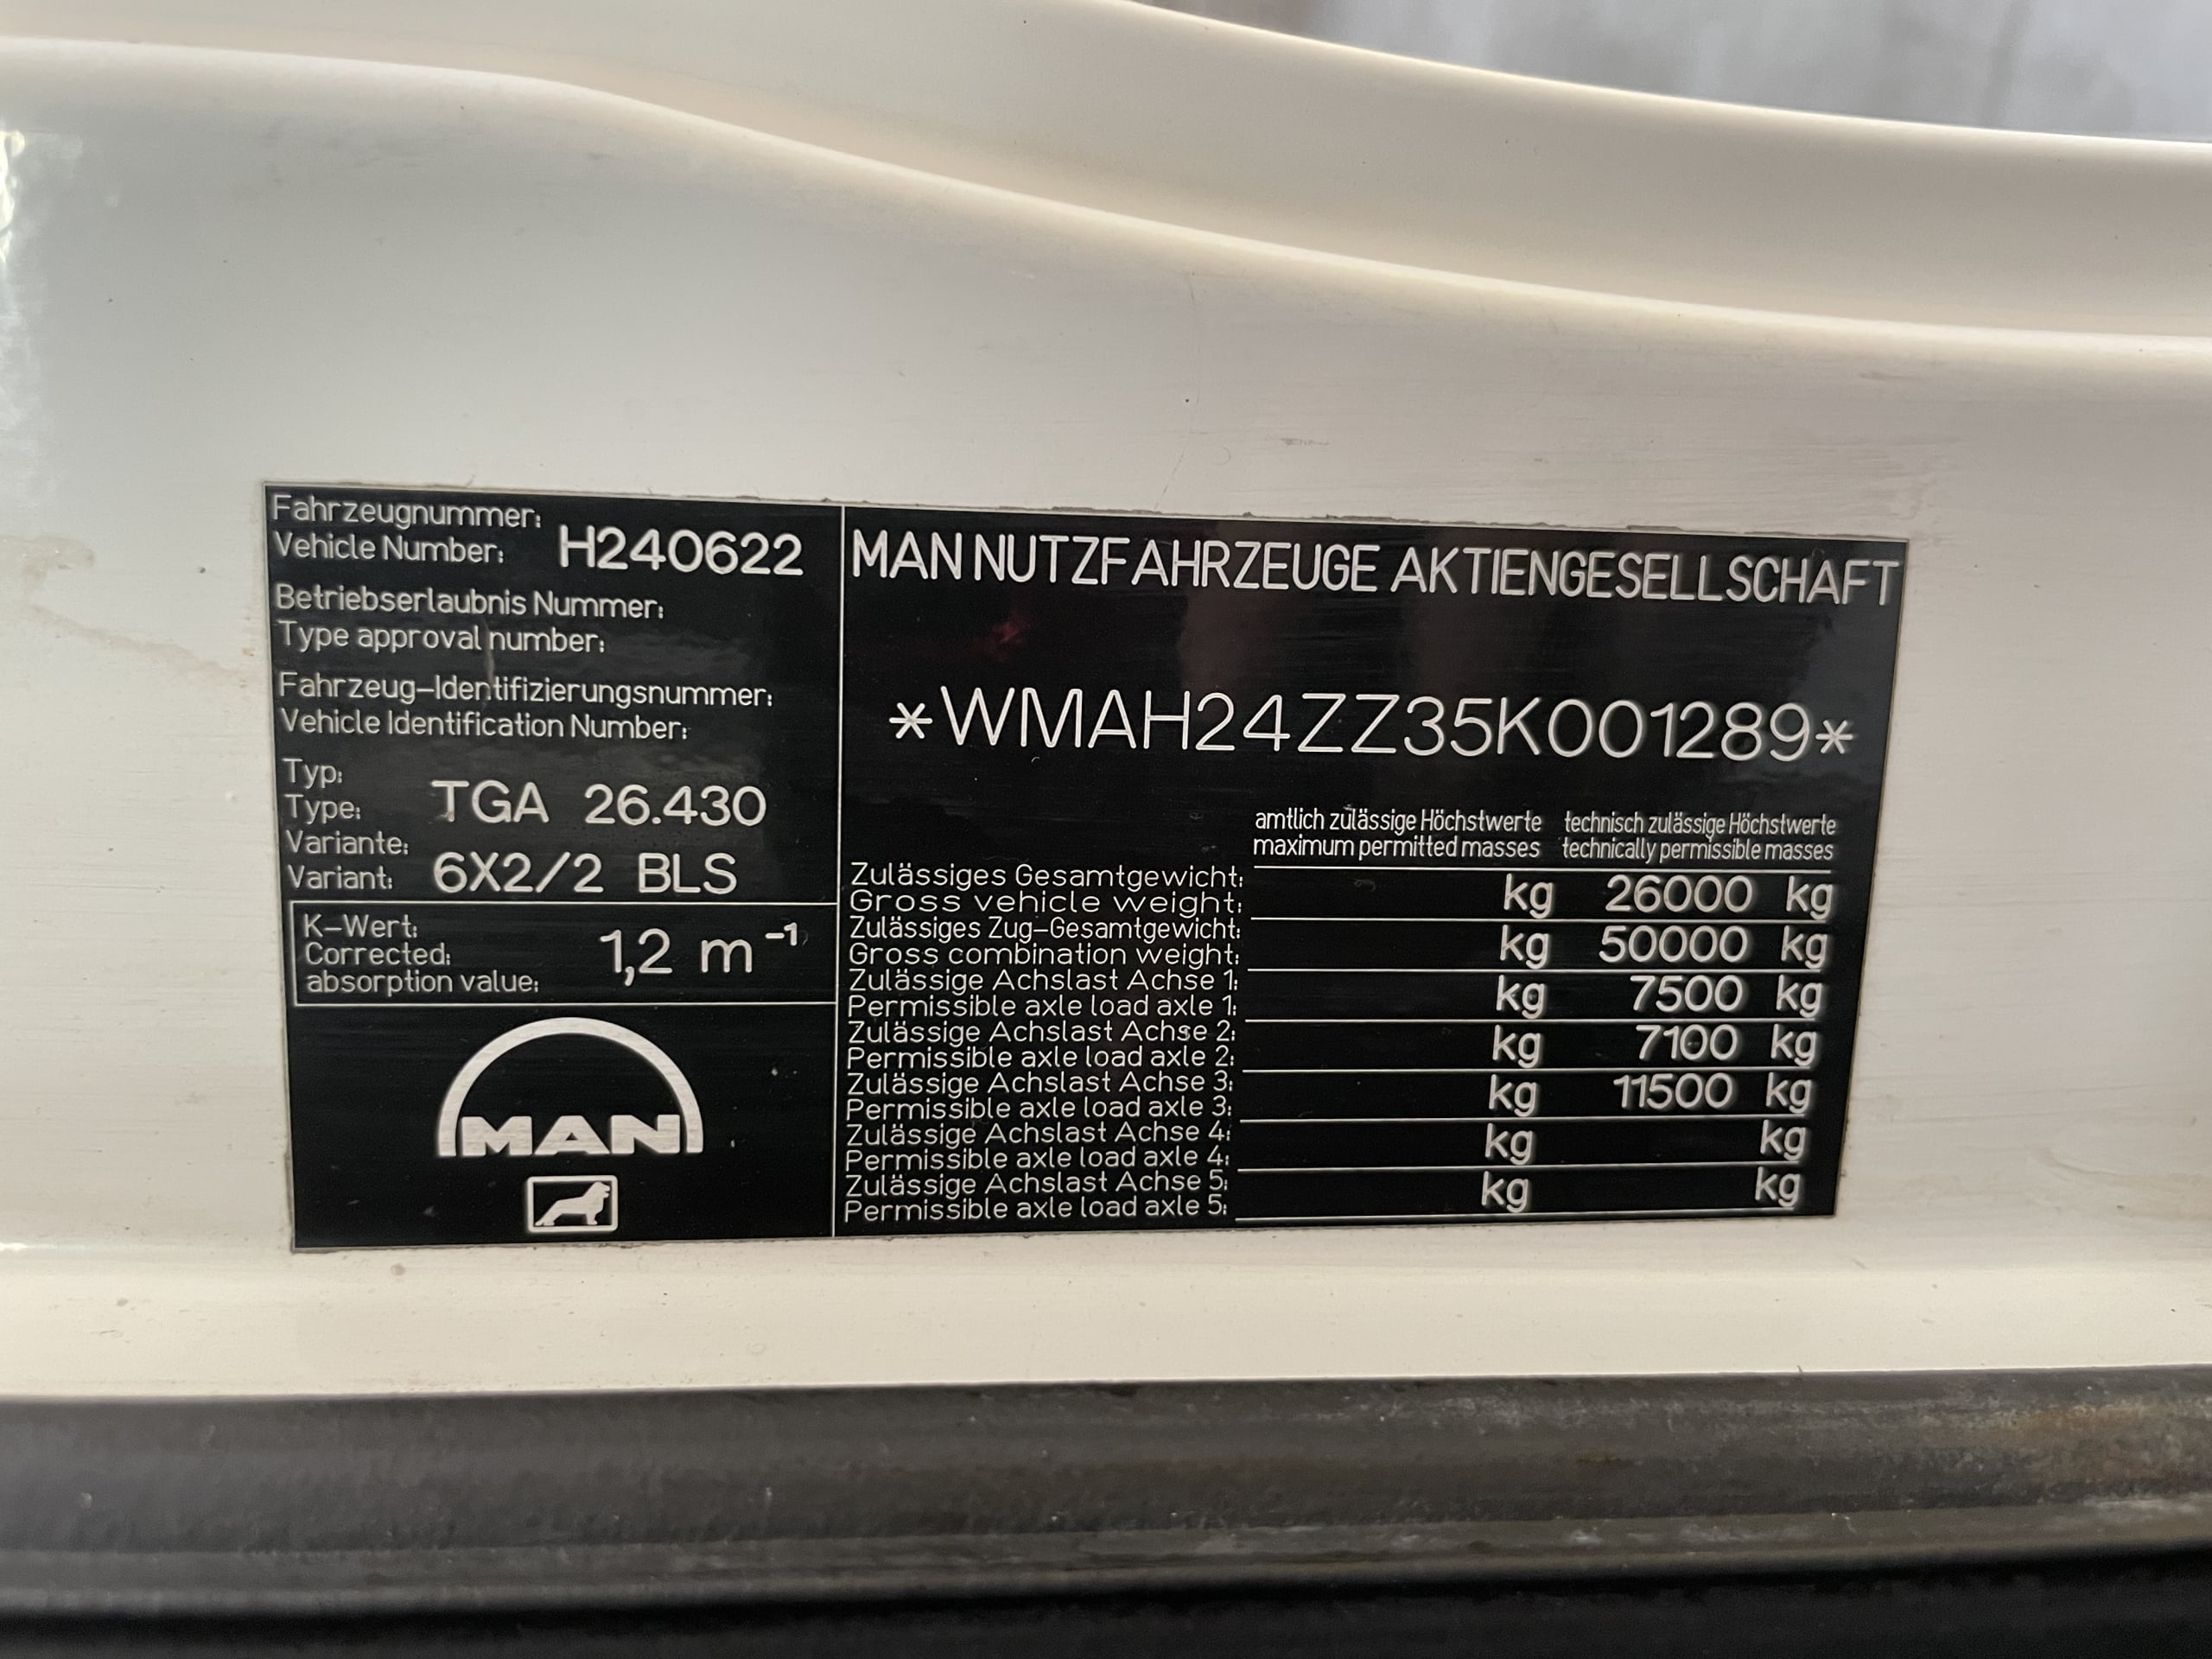 Fahrzeugnummer:
Vehicle Number: H240622
Betriebserlaubnis Nummer:
Type approval number:
Fahrzeug-Identifizierungsnummer:
Vehicle Identification Number:
Typ:
Type: TGA 26.430
Variante:
Variant: 6X2/2 BLS
K-Wert:
Corrected:
absorption value: 1,2 m⁻¹
MAN
MAN NUTZFAHRZEUGE AKTIENGESELLSCHAFT
*WMAH24ZZ35K001289*
amtlich zulässige Höchstwerte technisch zulässige Höchstwerte
maximum permitted masses technically permissible masses
Zulässiges Gesamtgewicht:
Gross vehicle weight: kg 26000 kg
Zulässiges Zug-Gesamtgewicht:
Gross combination weight: kg 50000 kg
Zulässige Achslast Achse 1:
Permissible axle load axle 1: kg 7500 kg
Zulässige Achslast Achse 2:
Permissible axle load axle 2: kg 7100 kg
Zulässige Achslast Achse 3:
Permissible axle load axle 3: kg 11500 kg
Zulässige Achslast Achse 4:
Permissible axle load axle 4: kg kg
Zulässige Achslast Achse 5:
Permissible axle load axle 5: kg kg